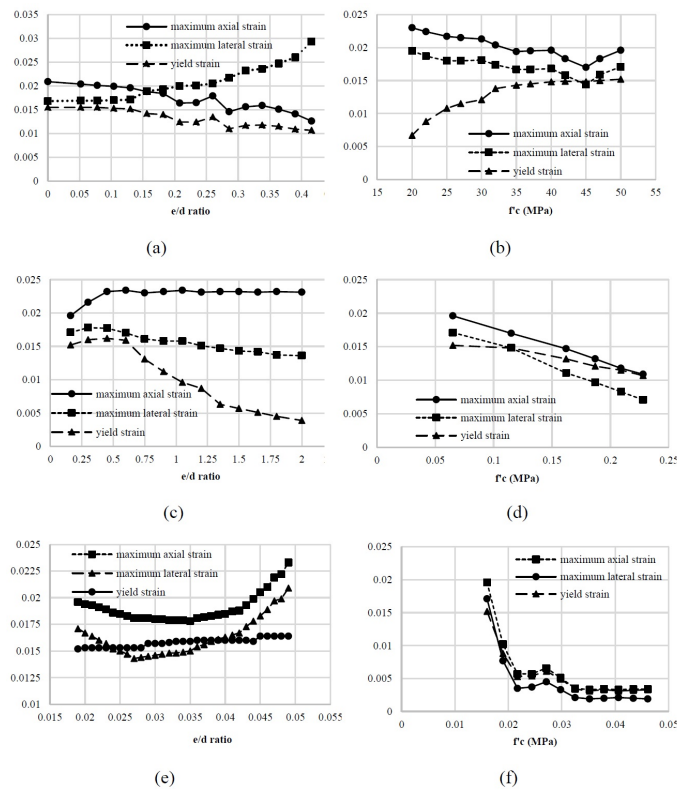 0.035
0.03
0.025
0.02
0.015
0.01
0.005
0
maximum axial strain
maximum lateral strain
yield strain
0 0.05 0.1 0.15 0.2 0.25 0.3 0.35 0.4
e/d ratio
(a)
0.025
0.02
0.015
0.01
0.005
0
maximum axial strain
maximum lateral strain
yield strain
15 20 25 30 35 40 45 50 55
f'c (MPa)
(b)
0.025
0.02
0.015
0.01
0.005
0
maximum axial strain
maximum lateral strain
yield strain
0 0.25 0.5 0.75 1 1.25 1.5 1.75 2
e/d ratio
(c)
0.025
0.02
0.015
0.01
0.005
0
maximum axial strain
maximum lateral strain
yield strain
0 0.05 0.1 0.15 0.2 0.25
f'c (MPa)
(d)
0.025
0.0225
0.02
0.0175
0.015
0.0125
0.01
maximum axial strain
maximum lateral strain
yield strain
0.015 0.02 0.025 0.03 0.035 0.04 0.045 0.05 0.055
e/d ratio
(e)
0.025
0.02
0.015
0.01
0.005
0
maximum axial strain
maximum lateral strain
yield strain
0 0.01 0.02 0.03 0.04 0.05
f'c (MPa)
(f)